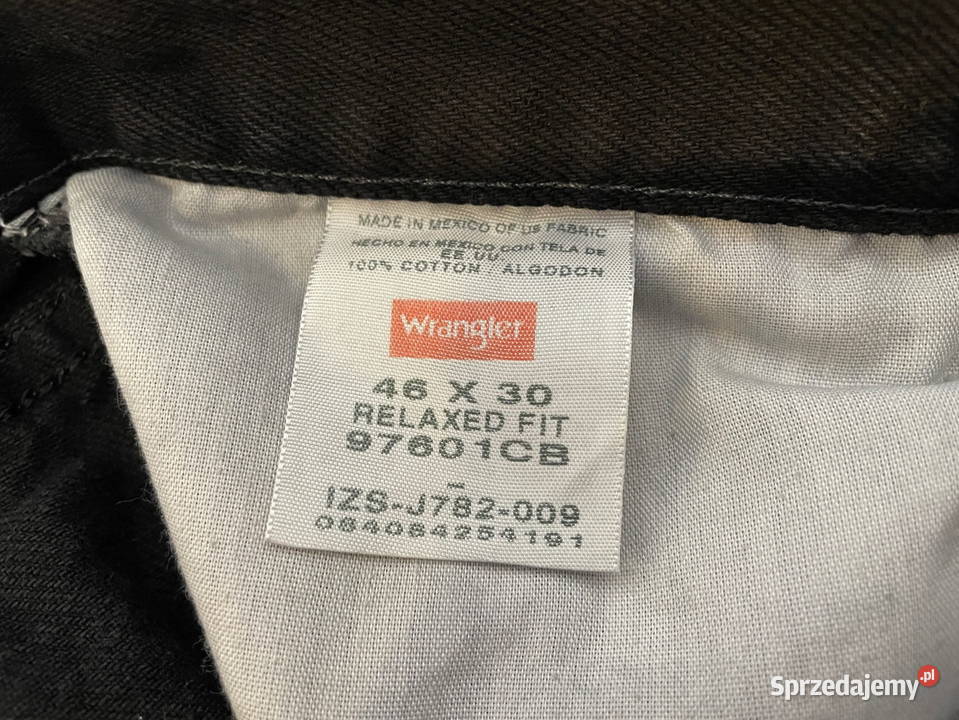 MADE IN MEXICO OF US FABRIC
HECHO EN MEXICO CON TELA DE
EE UU
100% COTTON / ALGODON
Wrangler
46 X 30
RELAXED FIT
97601CB
–
IZS-J782-009
084084254191
Sprzedajemy.pl